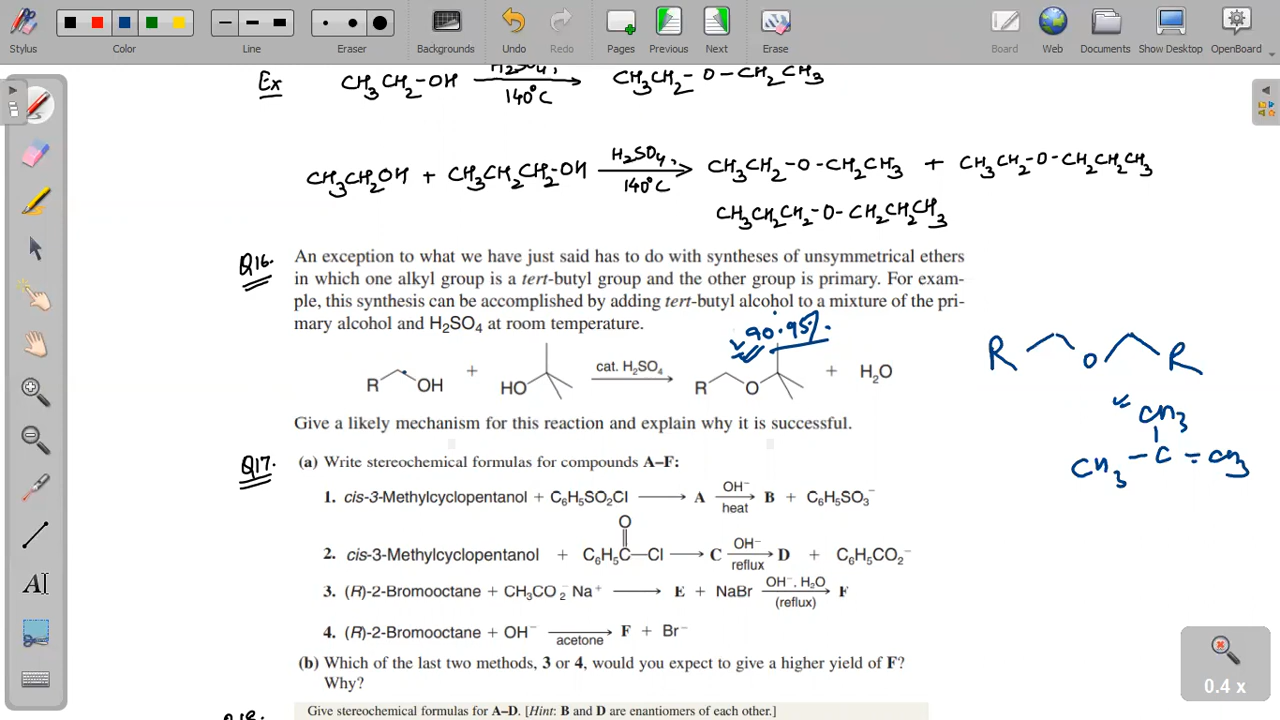 Stylus Color Line Eraser Backgrounds Undo Redo Pages Previous Next Erase Board Web Documents Show Desktop OpenBoard
Ex CH₃CH₂-OH H₂SO₄, 140°C CH₃CH₂-O-CH₂CH₃
CH₃CH₂OH + CH₃CH₂CH₂-OH H₂SO₄, 140°C CH₃CH₂-O-CH₂CH₃ + CH₃CH₂-O-CH₂CH₂CH₃
CH₃CH₂CH₂-O-CH₂CH₂CH₃
Q16. An exception to what we have just said has to do with syntheses of unsymmetrical ethers
in which one alkyl group is a tert-butyl group and the other group is primary. For exam-
ple, this synthesis can be accomplished by adding tert-butyl alcohol to a mixture of the pri-
mary alcohol and H₂SO₄ at room temperature.
90-95%.
R OH + HO cat. H₂SO₄ R O + H₂O
R O R
CH₃
CH₃ - C - CH₃
Give a likely mechanism for this reaction and explain why it is successful.
Q17. (a) Write stereochemical formulas for compounds A–F:
1. cis-3-Methylcyclopentanol + C₆H₅SO₂Cl A OH⁻ heat B + C₆H₅SO₃⁻
2. cis-3-Methylcyclopentanol + C₆H₅C(O)—Cl C OH⁻ reflux D + C₆H₅CO₂⁻
3. (R)-2-Bromooctane + CH₃CO₂⁻Na⁺ E + NaBr OH⁻, H₂O (reflux) F
4. (R)-2-Bromooctane + OH⁻ acetone F + Br⁻
(b) Which of the last two methods, 3 or 4, would you expect to give a higher yield of F?
Why?
Q18. Give stereochemical formulas for A–D. [Hint: B and D are enantiomers of each other.]
0.4 x